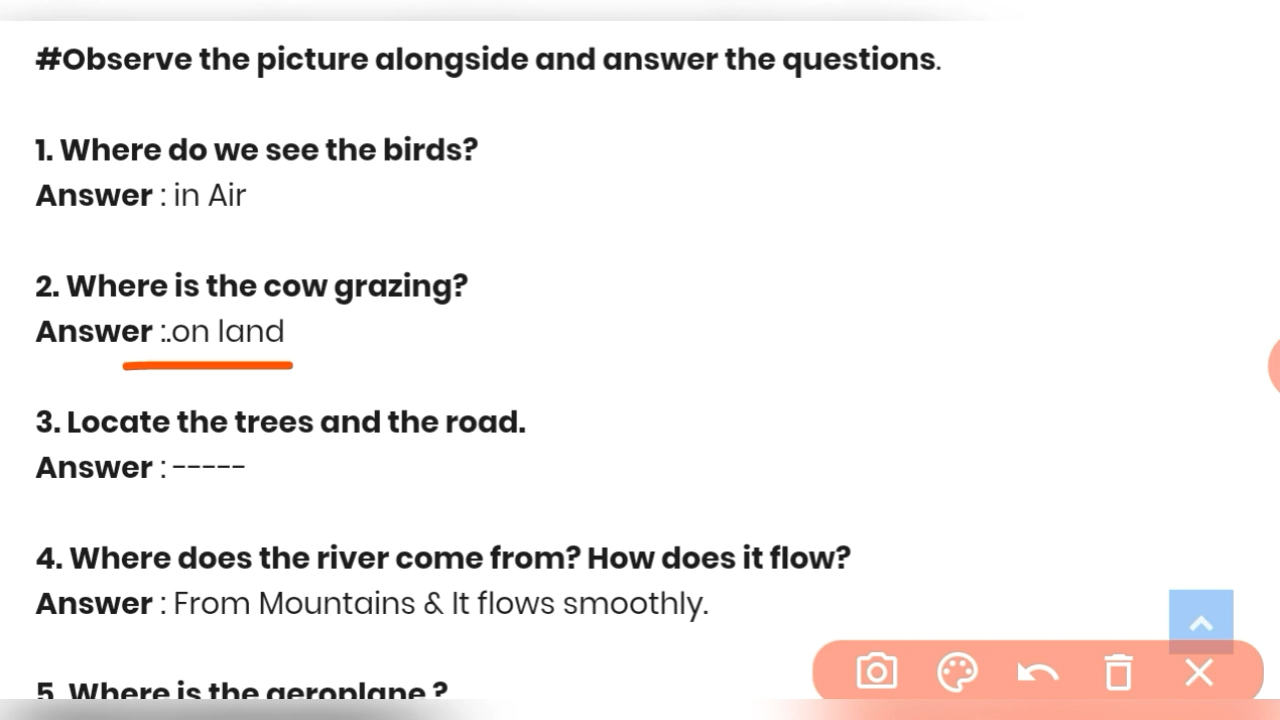 #Observe the picture alongside and answer the questions.
1. Where do we see the birds?
Answer : in Air
2. Where is the cow grazing?
Answer :..on land
3. Locate the trees and the road.
Answer : -----
4. Where does the river come from? How does it flow?
Answer : From Mountains & It flows smoothly.
5. Where is the aeroplane ?